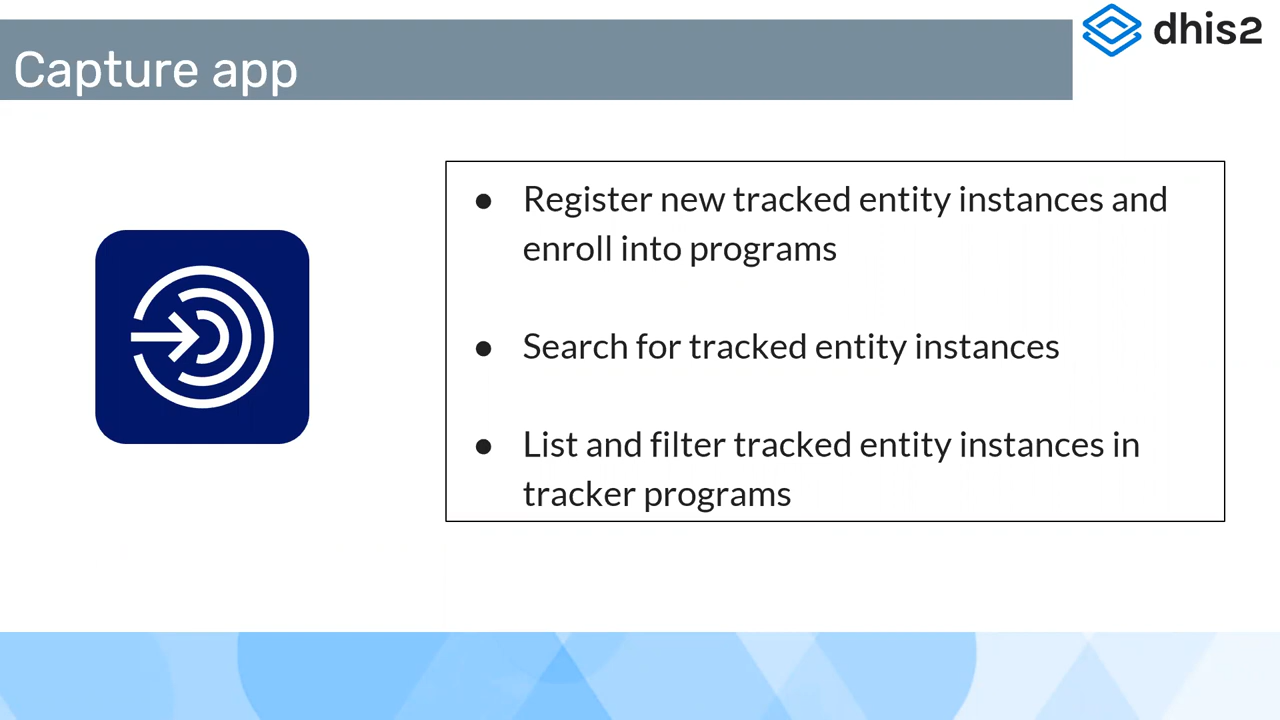 dhis2
Capture app
● Register new tracked entity instances and
enroll into programs
● Search for tracked entity instances
● List and filter tracked entity instances in
tracker programs